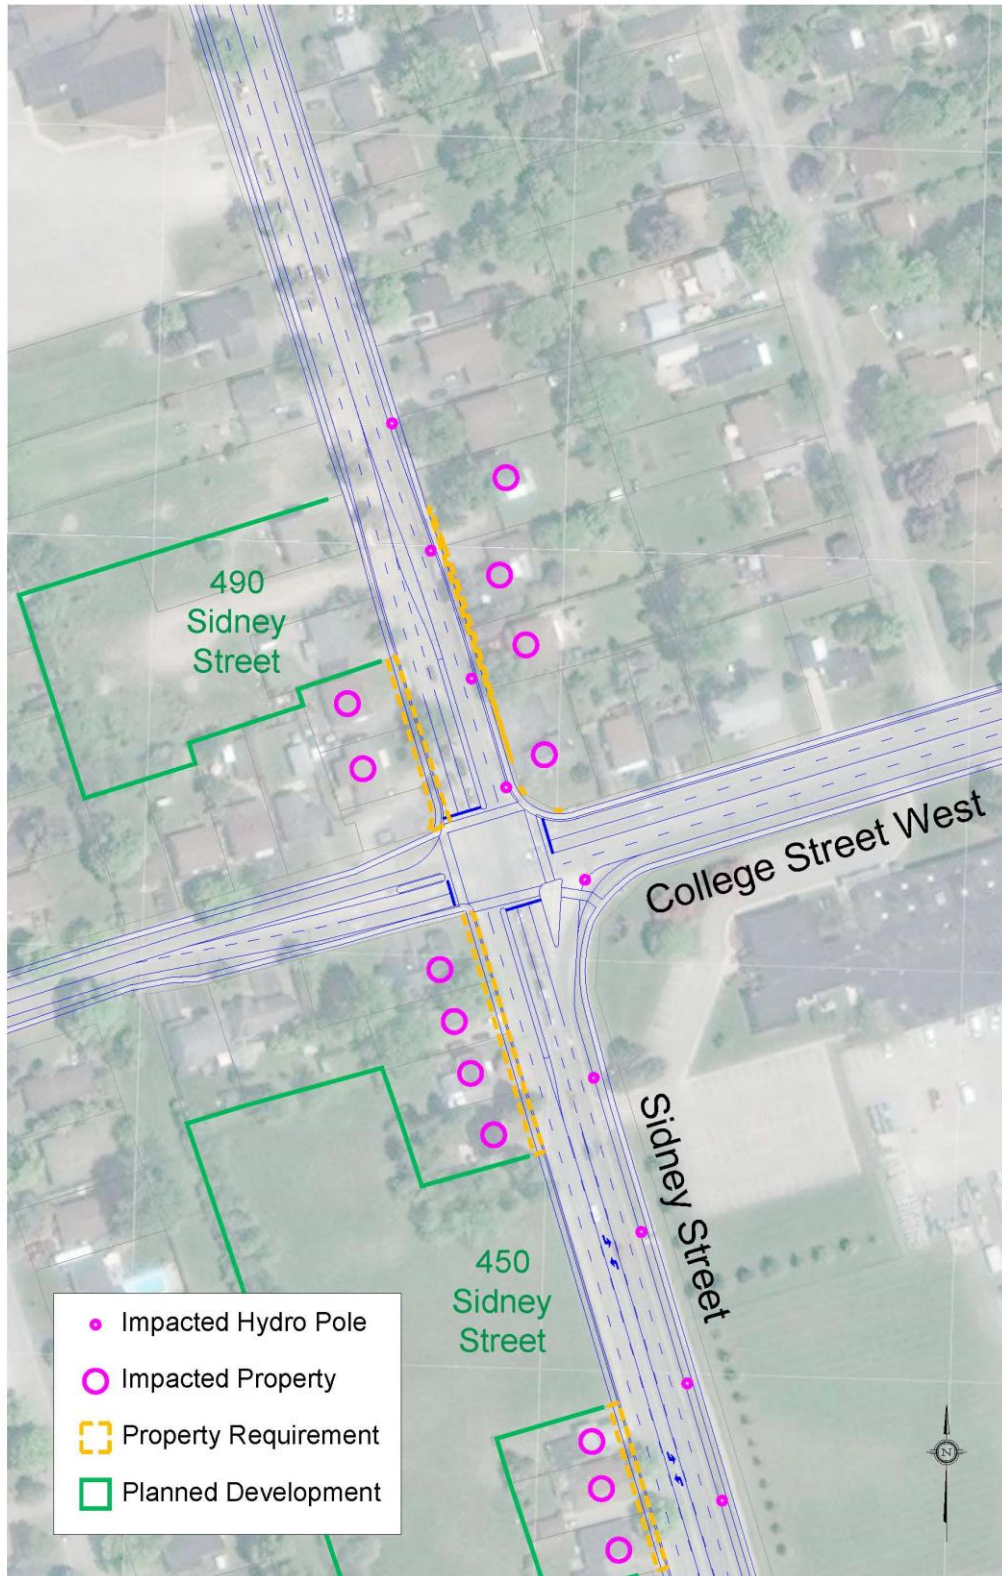 490
Sidney
Street
College Street West
Sidney Street
450
Sidney
Street
Impacted Hydro Pole
Impacted Property
Property Requirement
Planned Development
N